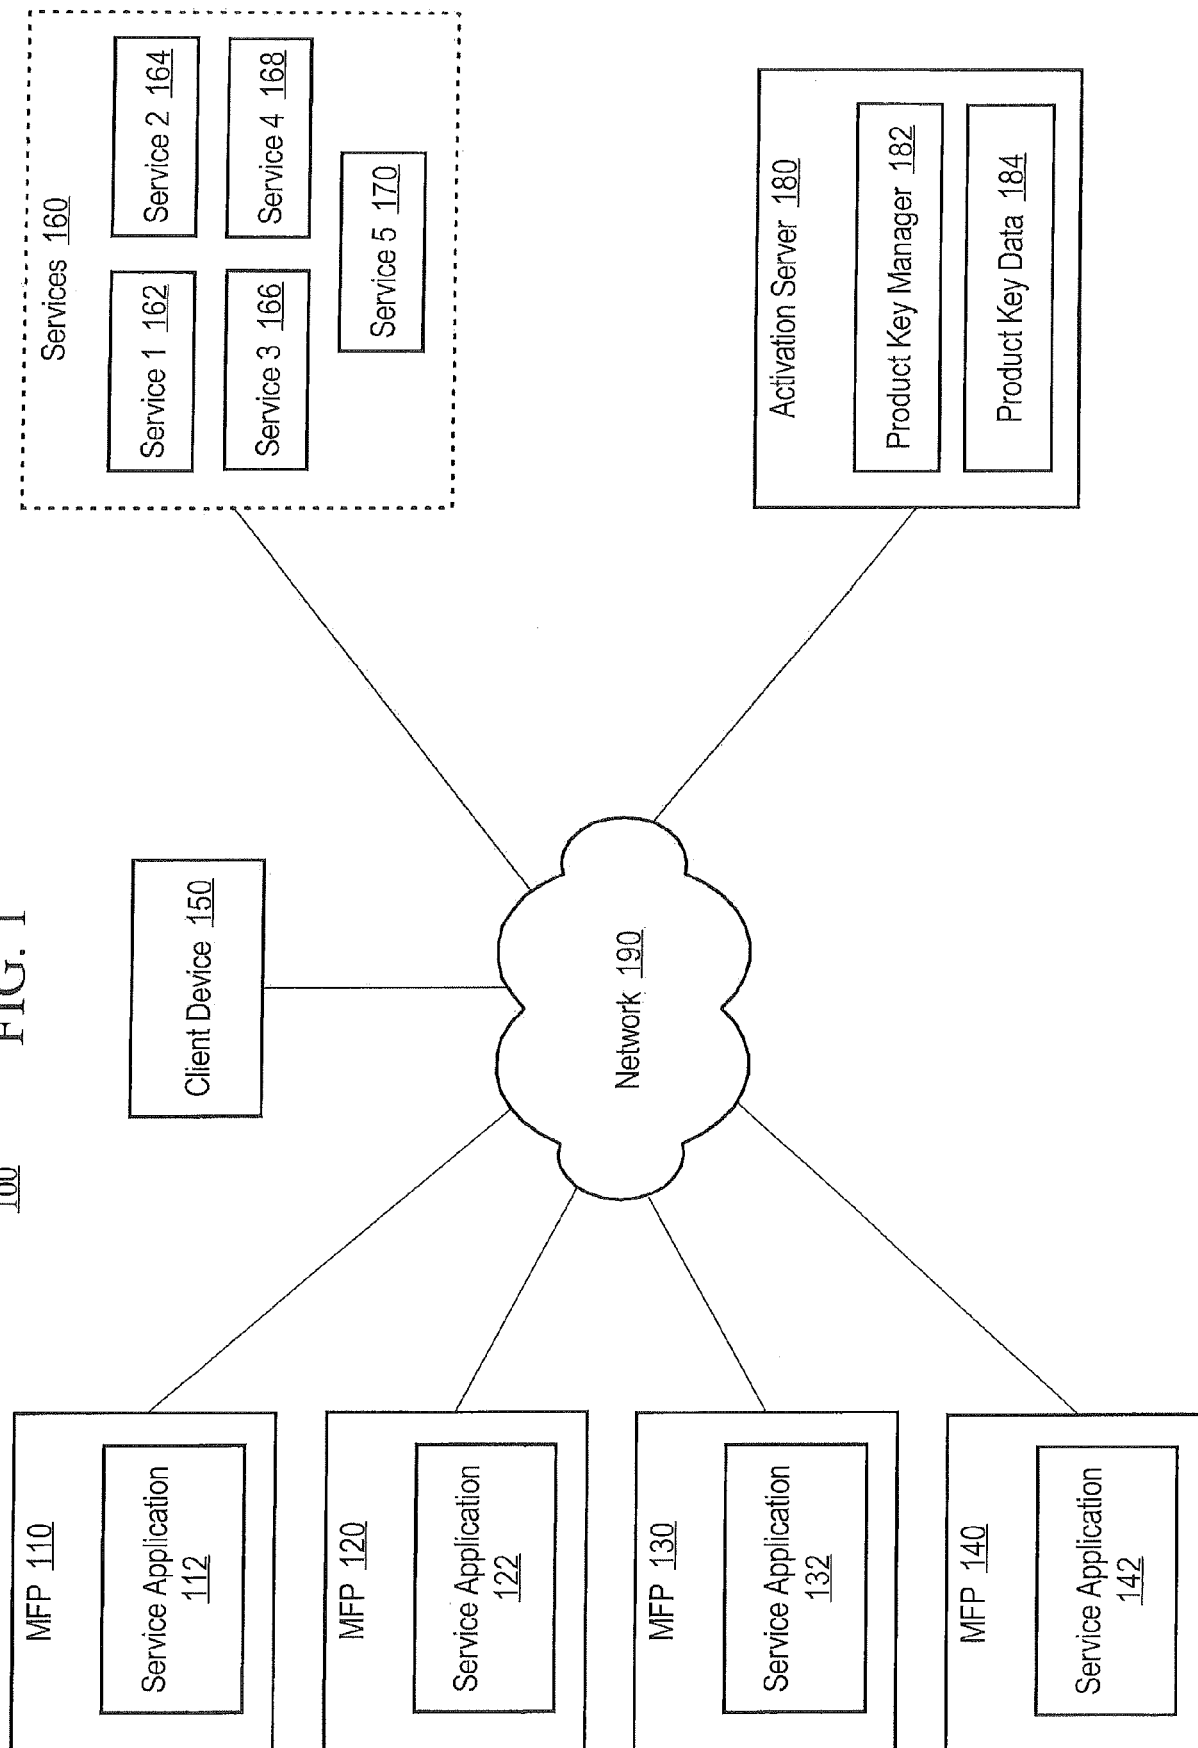 FIG. 1
100
MFP 110
Service Application
112
MFP 120
Service Application
122
MFP 130
Service Application
132
MFP 140
Service Application
142
Client Device 150
Network 190
Services 160
Service 1 162
Service 2 164
Service 3 166
Service 4 168
Service 5 170
Activation Server 180
Product Key Manager 182
Product Key Data 184